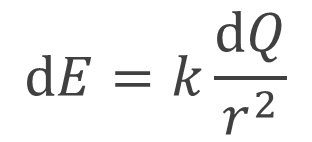 dE = k dQ/r²